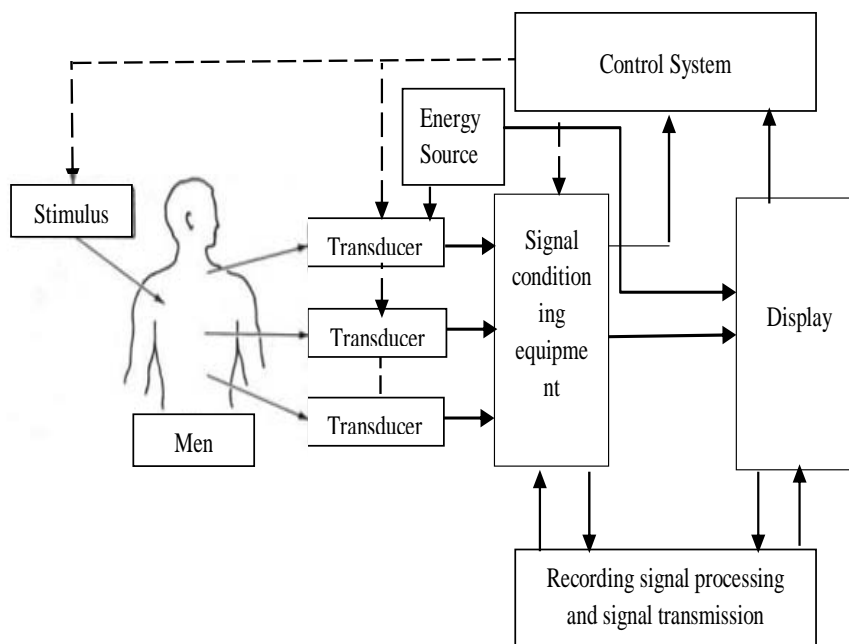 Control System
Energy
Source
Stimulus
Transducer
Signal
condition
ing
equipme
nt
Transducer
Display
Transducer
Men
Recording signal processing
and signal transmission